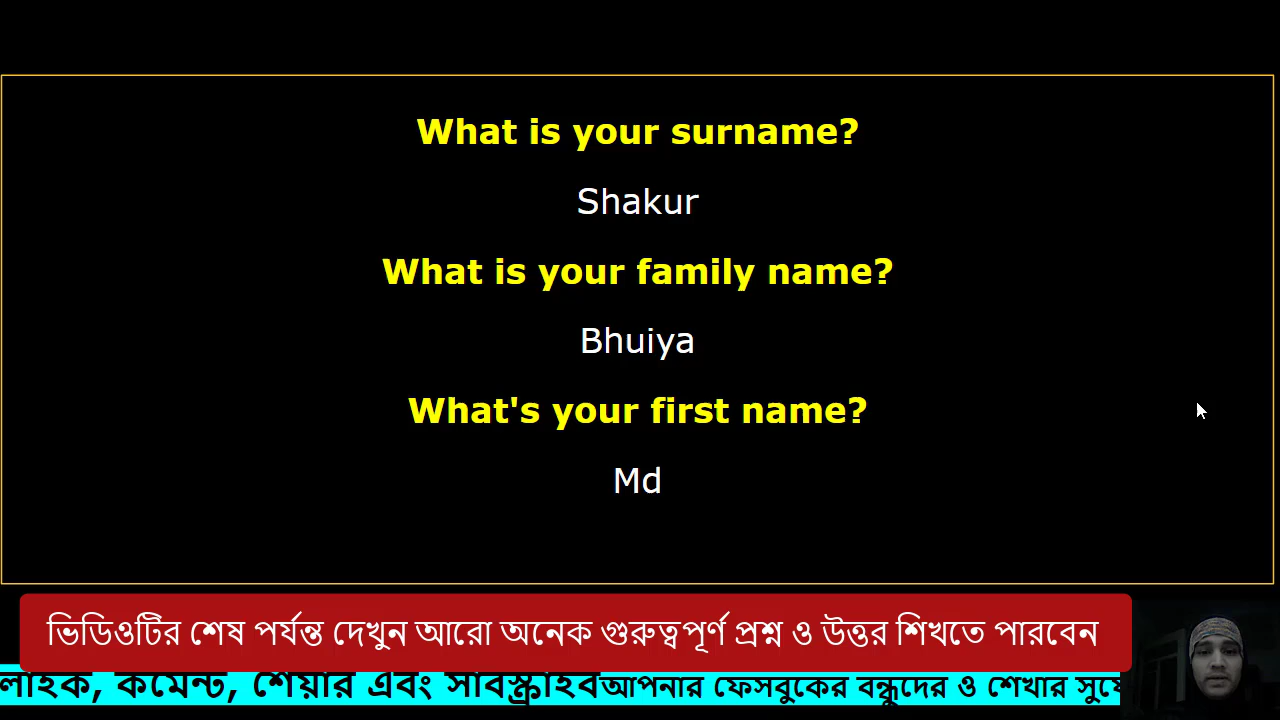 What is your surname?
Shakur
What is your family name?
Bhuiya
What's your first name?
Md
ভিডিওটির শেষ পর্যন্ত দেখুন আরো অনেক গুরুত্বপূর্ণ প্রশ্ন ও উত্তর শিখতে পারবেন
লাইক, কমেন্ট, শেয়ার এবং সাবস্ক্রাইব আপনার ফেসবুকের বন্ধুদের ও শেখার